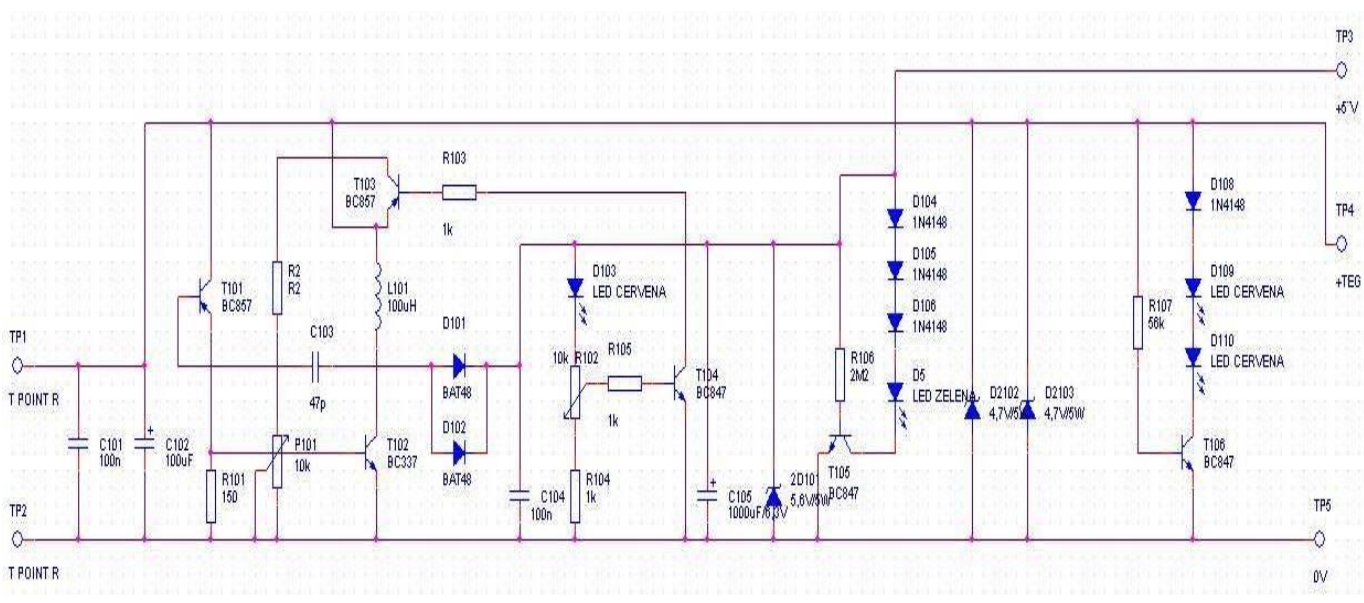 TP3
+5V
R103
T103
BC857
1k
D104
1N4148
D108
1N4148
TP4
+TEG
T101
BC857
R2
R2
L101
100uH
D103
LED CERVENA
D105
1N4148
D109
LED CERVENA
C103
47p
D101
BAT48
10k R102
R105
1k
T104
BC847
D106
1N4148
R107
56k
TP1
T POINT R
R106
2M2
D5
LED ZELENA
D110
LED CERVENA
D2102
D2103
4,7V/5W
C101
100n
C102
100uF
P101
10k
T102
BC337
D102
BAT48
R101
150
C104
100n
R104
1k
C105
1000uF/6,3V
2D101
5,6V/5W
T105
BC847
T106
BC847
TP2
T POINT R
TP5
0V